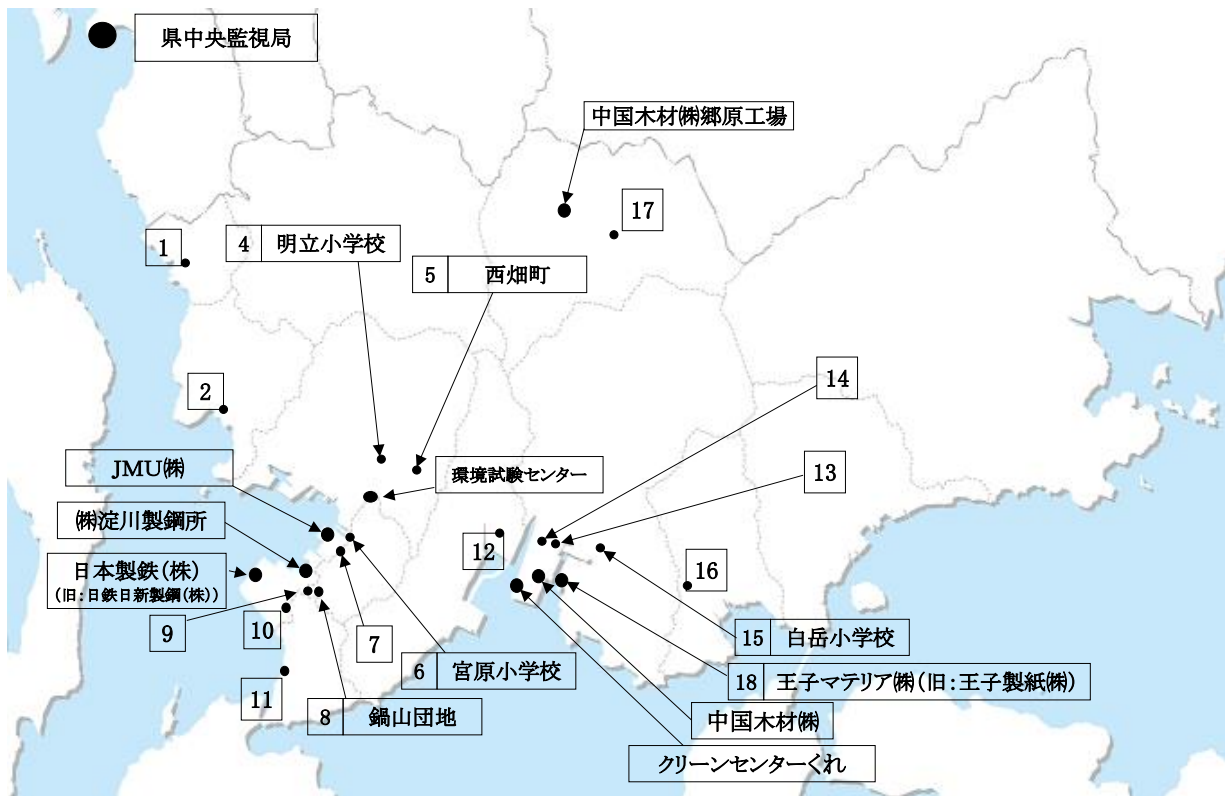 県中央監視局
中国木材㈱郷原工場
17
1
4 明立小学校
5 西畑町
2
14
JMU㈱
環境試験センター
13
㈱淀川製鋼所
12
日本製鉄(株)
(旧:日鉄日新製鋼(株))
16
9
10
7
15 白岳小学校
6 宮原小学校
18 王子マテリア㈱(旧:王子製紙㈱)
11
8 鍋山団地
中国木材㈱
クリーンセンターくれ